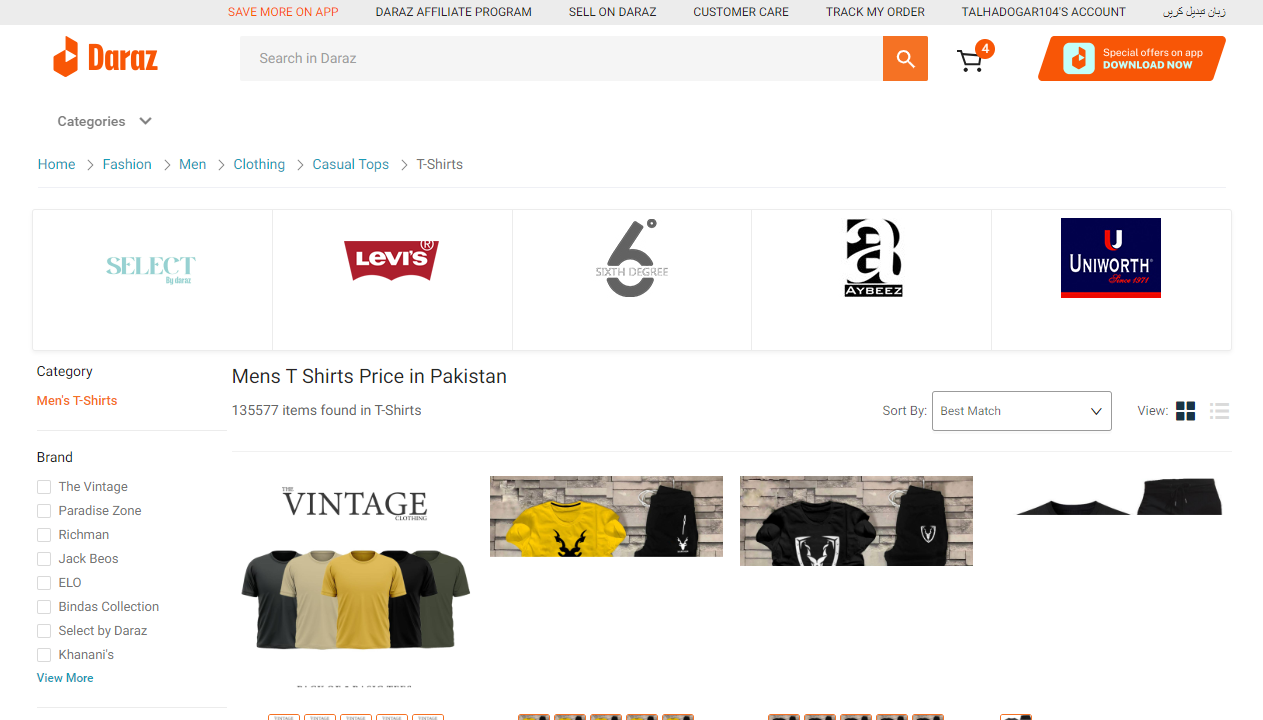 SAVE MORE ON APP DARAZ AFFILIATE PROGRAM SELL ON DARAZ CUSTOMER CARE TRACK MY ORDER TALHADOGAR104'S ACCOUNT زبان تبدیل کریں
Daraz Search in Daraz 4 Special offers on app
DOWNLOAD NOW
Categories
Home Fashion Men Clothing Casual Tops T-Shirts
SELECT
By daraz
LEVI'S ®
6°
SIXTH DEGREE
a
AYBEEZ
U
UNIWORTH
Since 1971
Category
Men's T-Shirts
Mens T Shirts Price in Pakistan
135577 items found in T-Shirts
Sort By: Best Match View:
Brand
The Vintage
Paradise Zone
Richman
Jack Beos
ELO
Bindas Collection
Select by Daraz
Khanani's
View More
THE
VINTAGE
CLOTHING